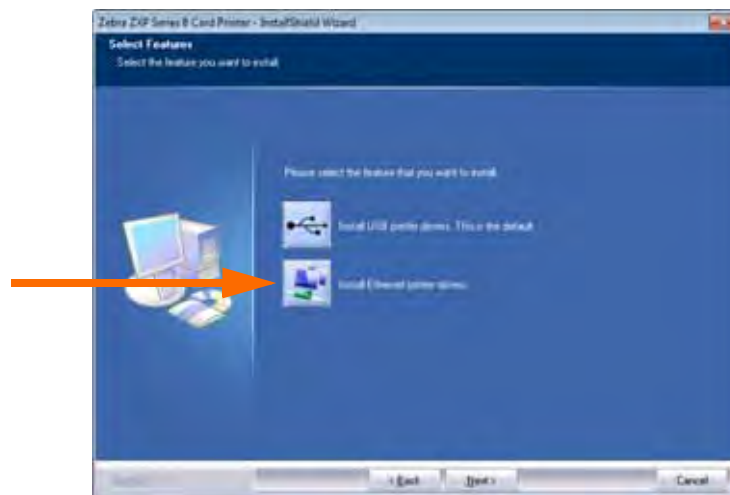 Zebra ZXP Series 8 Card Printer - InstallShield Wizard
Select Features
Select the feature you want to install.
Please select the feature that you want to install.
Install USB printer drivers. This is the default.
Install Ethernet printer drivers.
< Back
Next >
Cancel